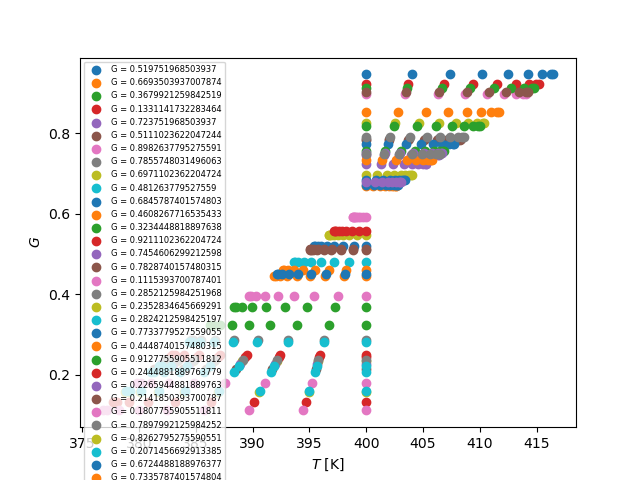 G = 0.519751968503937
G = 0.6693503937007874
G = 0.3679921259842519
G = 0.1331141732283464
G = 0.723751968503937
G = 0.5111023622047244
G = 0.8982637795275591
G = 0.7855748031496063
G = 0.6971102362204724
G = 0.481263779527559
G = 0.6845787401574803
G = 0.4608267716535433
G = 0.3234448818897638
G = 0.9211102362204724
G = 0.7454606299212598
G = 0.7828740157480315
G = 0.1115393700787401
G = 0.2852125984251968
G = 0.2352834645669291
G = 0.2824212598425197
G = 0.7733779527559055
G = 0.4448740157480315
G = 0.9127755905511812
G = 0.2444881889763779
G = 0.2265944881889763
G = 0.2141850393700787
G = 0.1807755905511811
G = 0.7897992125984252
G = 0.8262795275590551
G = 0.2071456692913385
G = 0.6724488188976377
G = 0.7335787401574804
0.8
0.6
0.4
0.2
G
390
395
400
405
410
415
T [K]